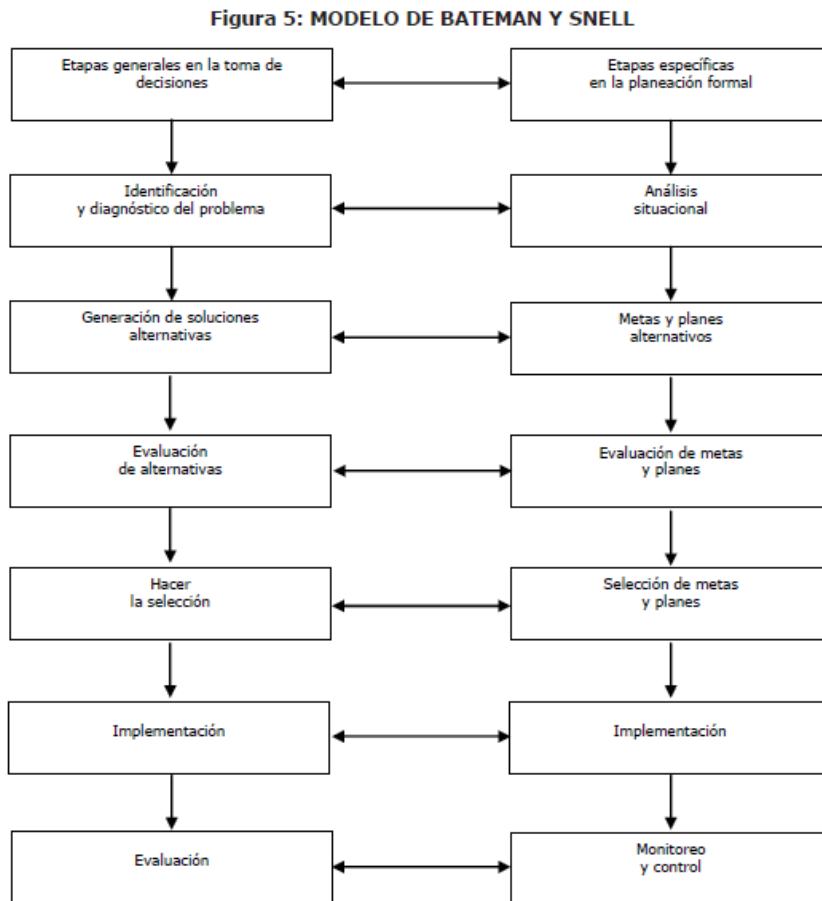 Figura 5: MODELO DE BATEMAN Y SNELL
Etapas generales en la toma de
decisiones
Etapas específicas
en la planeación formal
Identificación
y diagnóstico del problema
Análisis
situacional
Generación de soluciones
alternativas
Metas y planes
alternativos
Evaluación
de alternativas
Evaluación de metas
y planes
Hacer
la selección
Selección de metas
y planes
Implementación
Implementación
Evaluación
Monitoreo
y control